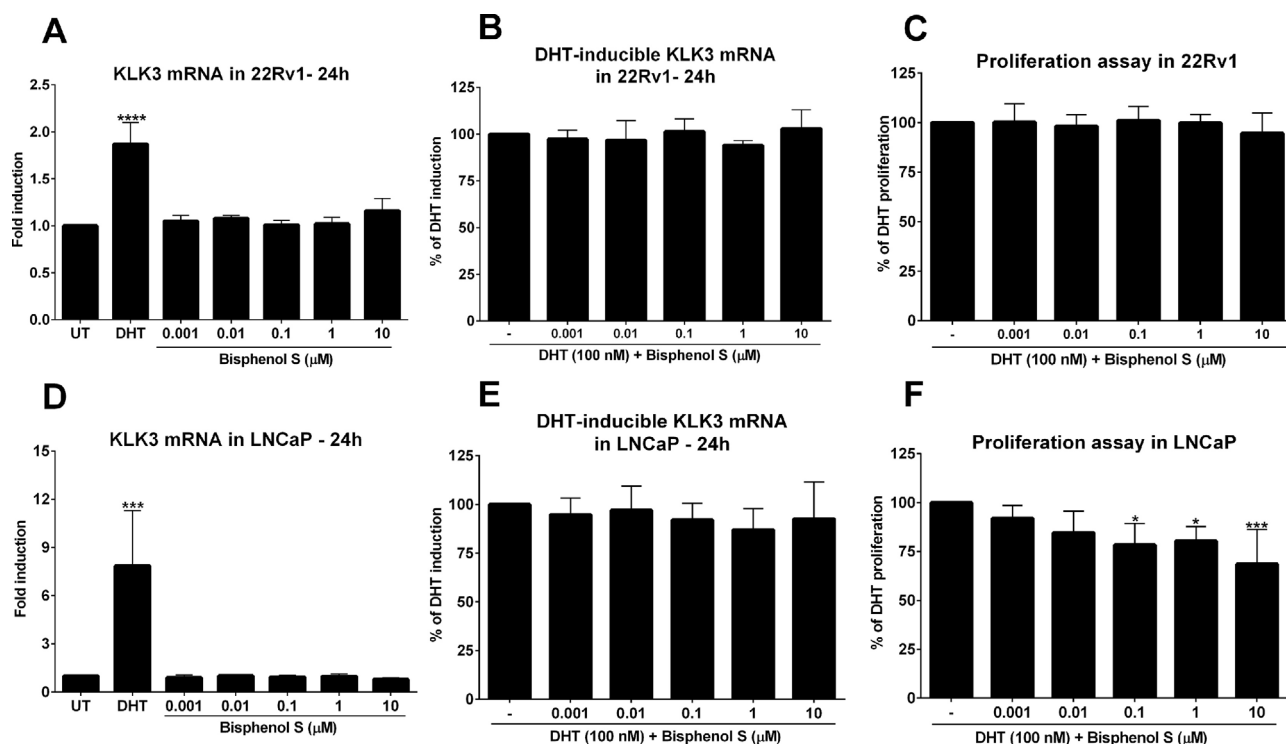 A
KLK3 mRNA in 22Rv1- 24h
Fold induction
2.5
2.0
1.5
1.0
0.5
0.0
****
UT DHT 0.001 0.01 0.1 1 10
Bisphenol S (µM)
B
DHT-inducible KLK3 mRNA
in 22Rv1- 24h
% of DHT induction
125
100
75
50
25
0
- 0.001 0.01 0.1 1 10
DHT (100 nM) + Bisphenol S (µM)
C
Proliferation assay in 22Rv1
% of DHT proliferation
125
100
75
50
25
0
- 0.001 0.01 0.1 1 10
DHT (100 nM) + Bisphenol S (µM)
D
KLK3 mRNA in LNCaP - 24h
Fold induction
15
12
9
6
3
0
***
UT DHT 0.001 0.01 0.1 1 10
Bisphenol S (µM)
E
DHT-inducible KLK3 mRNA
in LNCaP - 24h
% of DHT induction
125
100
75
50
25
0
- 0.001 0.01 0.1 1 10
DHT (100 nM) + Bisphenol S (µM)
F
Proliferation assay in LNCaP
% of DHT proliferation
125
100
75
50
25
0
* * ***
- 0.001 0.01 0.1 1 10
DHT (100 nM) + Bisphenol S (µM)